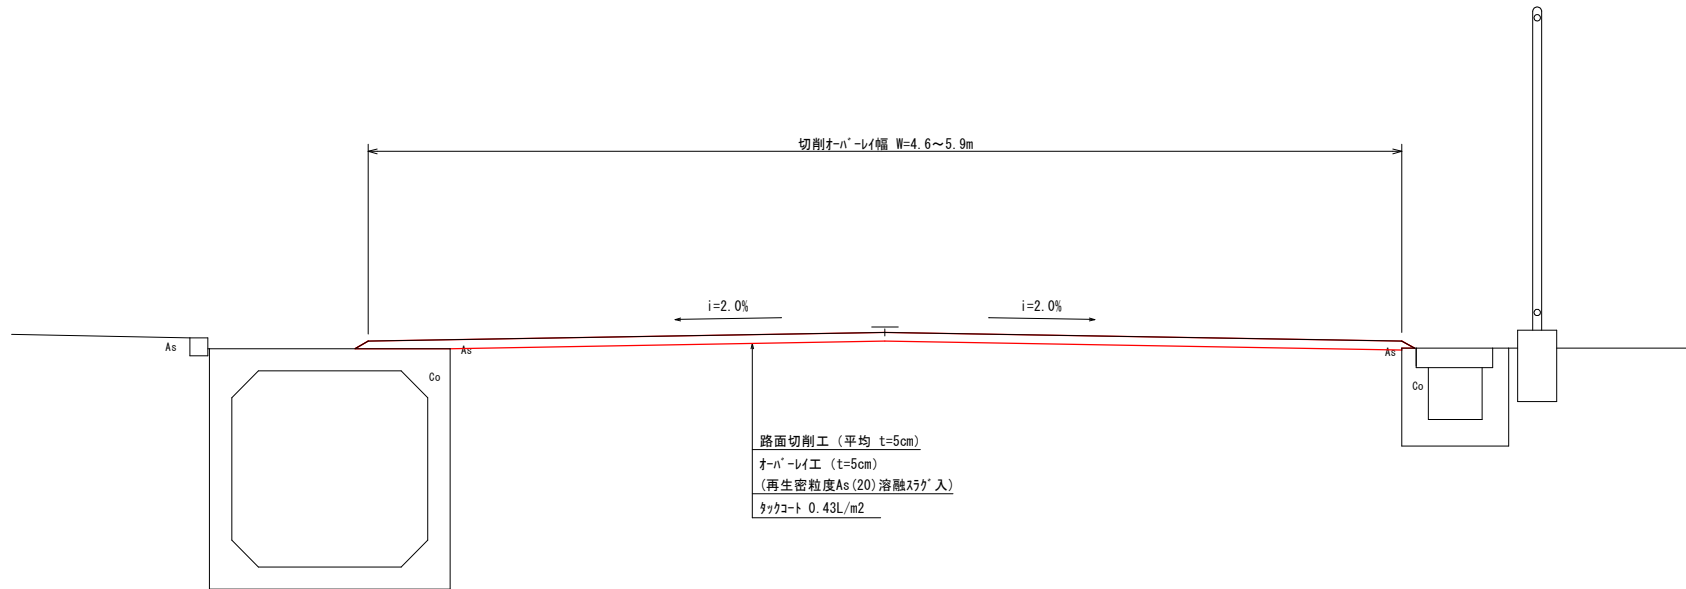 切削ｵｰﾊﾞｰﾚｲ幅 W=4.6～5.9m
i=2.0%
i=2.0%
As
As
As
Co
Co
路面切削工 (平均 t=5cm)
ｵｰﾊﾞｰﾚｲ工 (t=5cm)
(再生密粒度As(20)溶融ｽﾗｸﾞ入)
ﾀｯｸｺｰﾄ 0.43L/m2